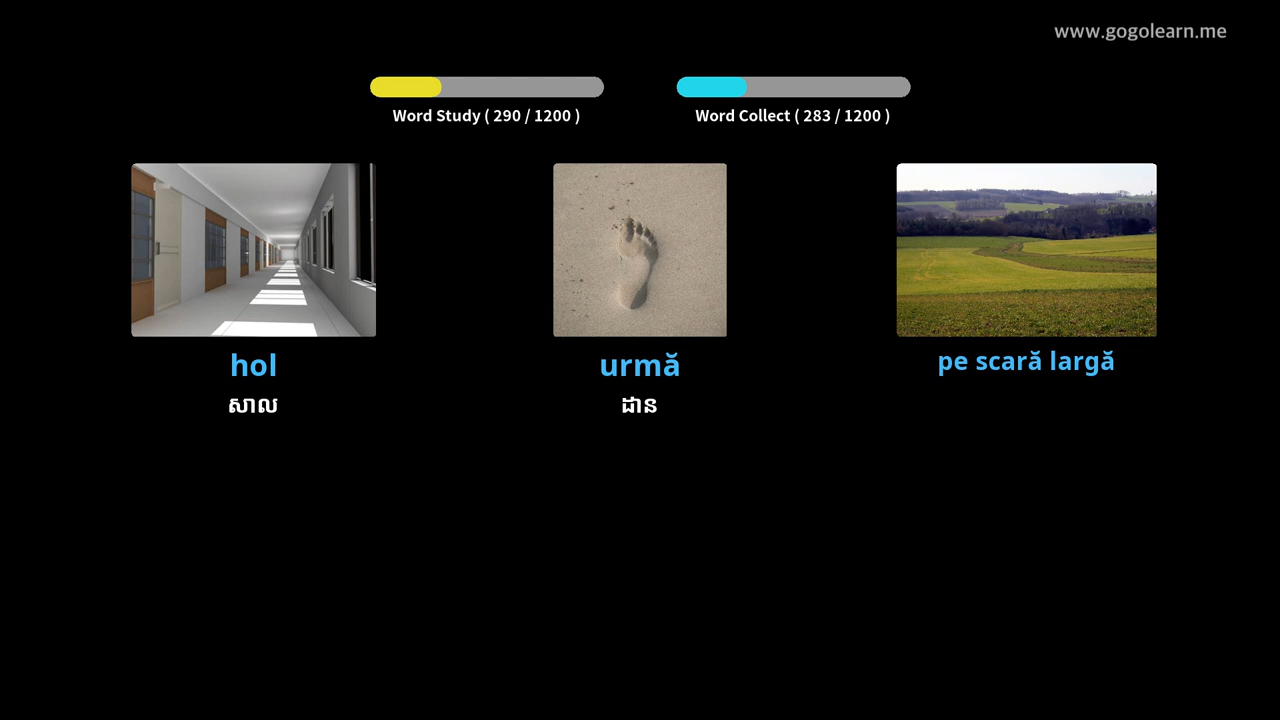 www.gogolearn.me
Word Study ( 290 / 1200 )
Word Collect ( 283 / 1200 )
hol
សាល
urmă
ដាន
pe scară largă